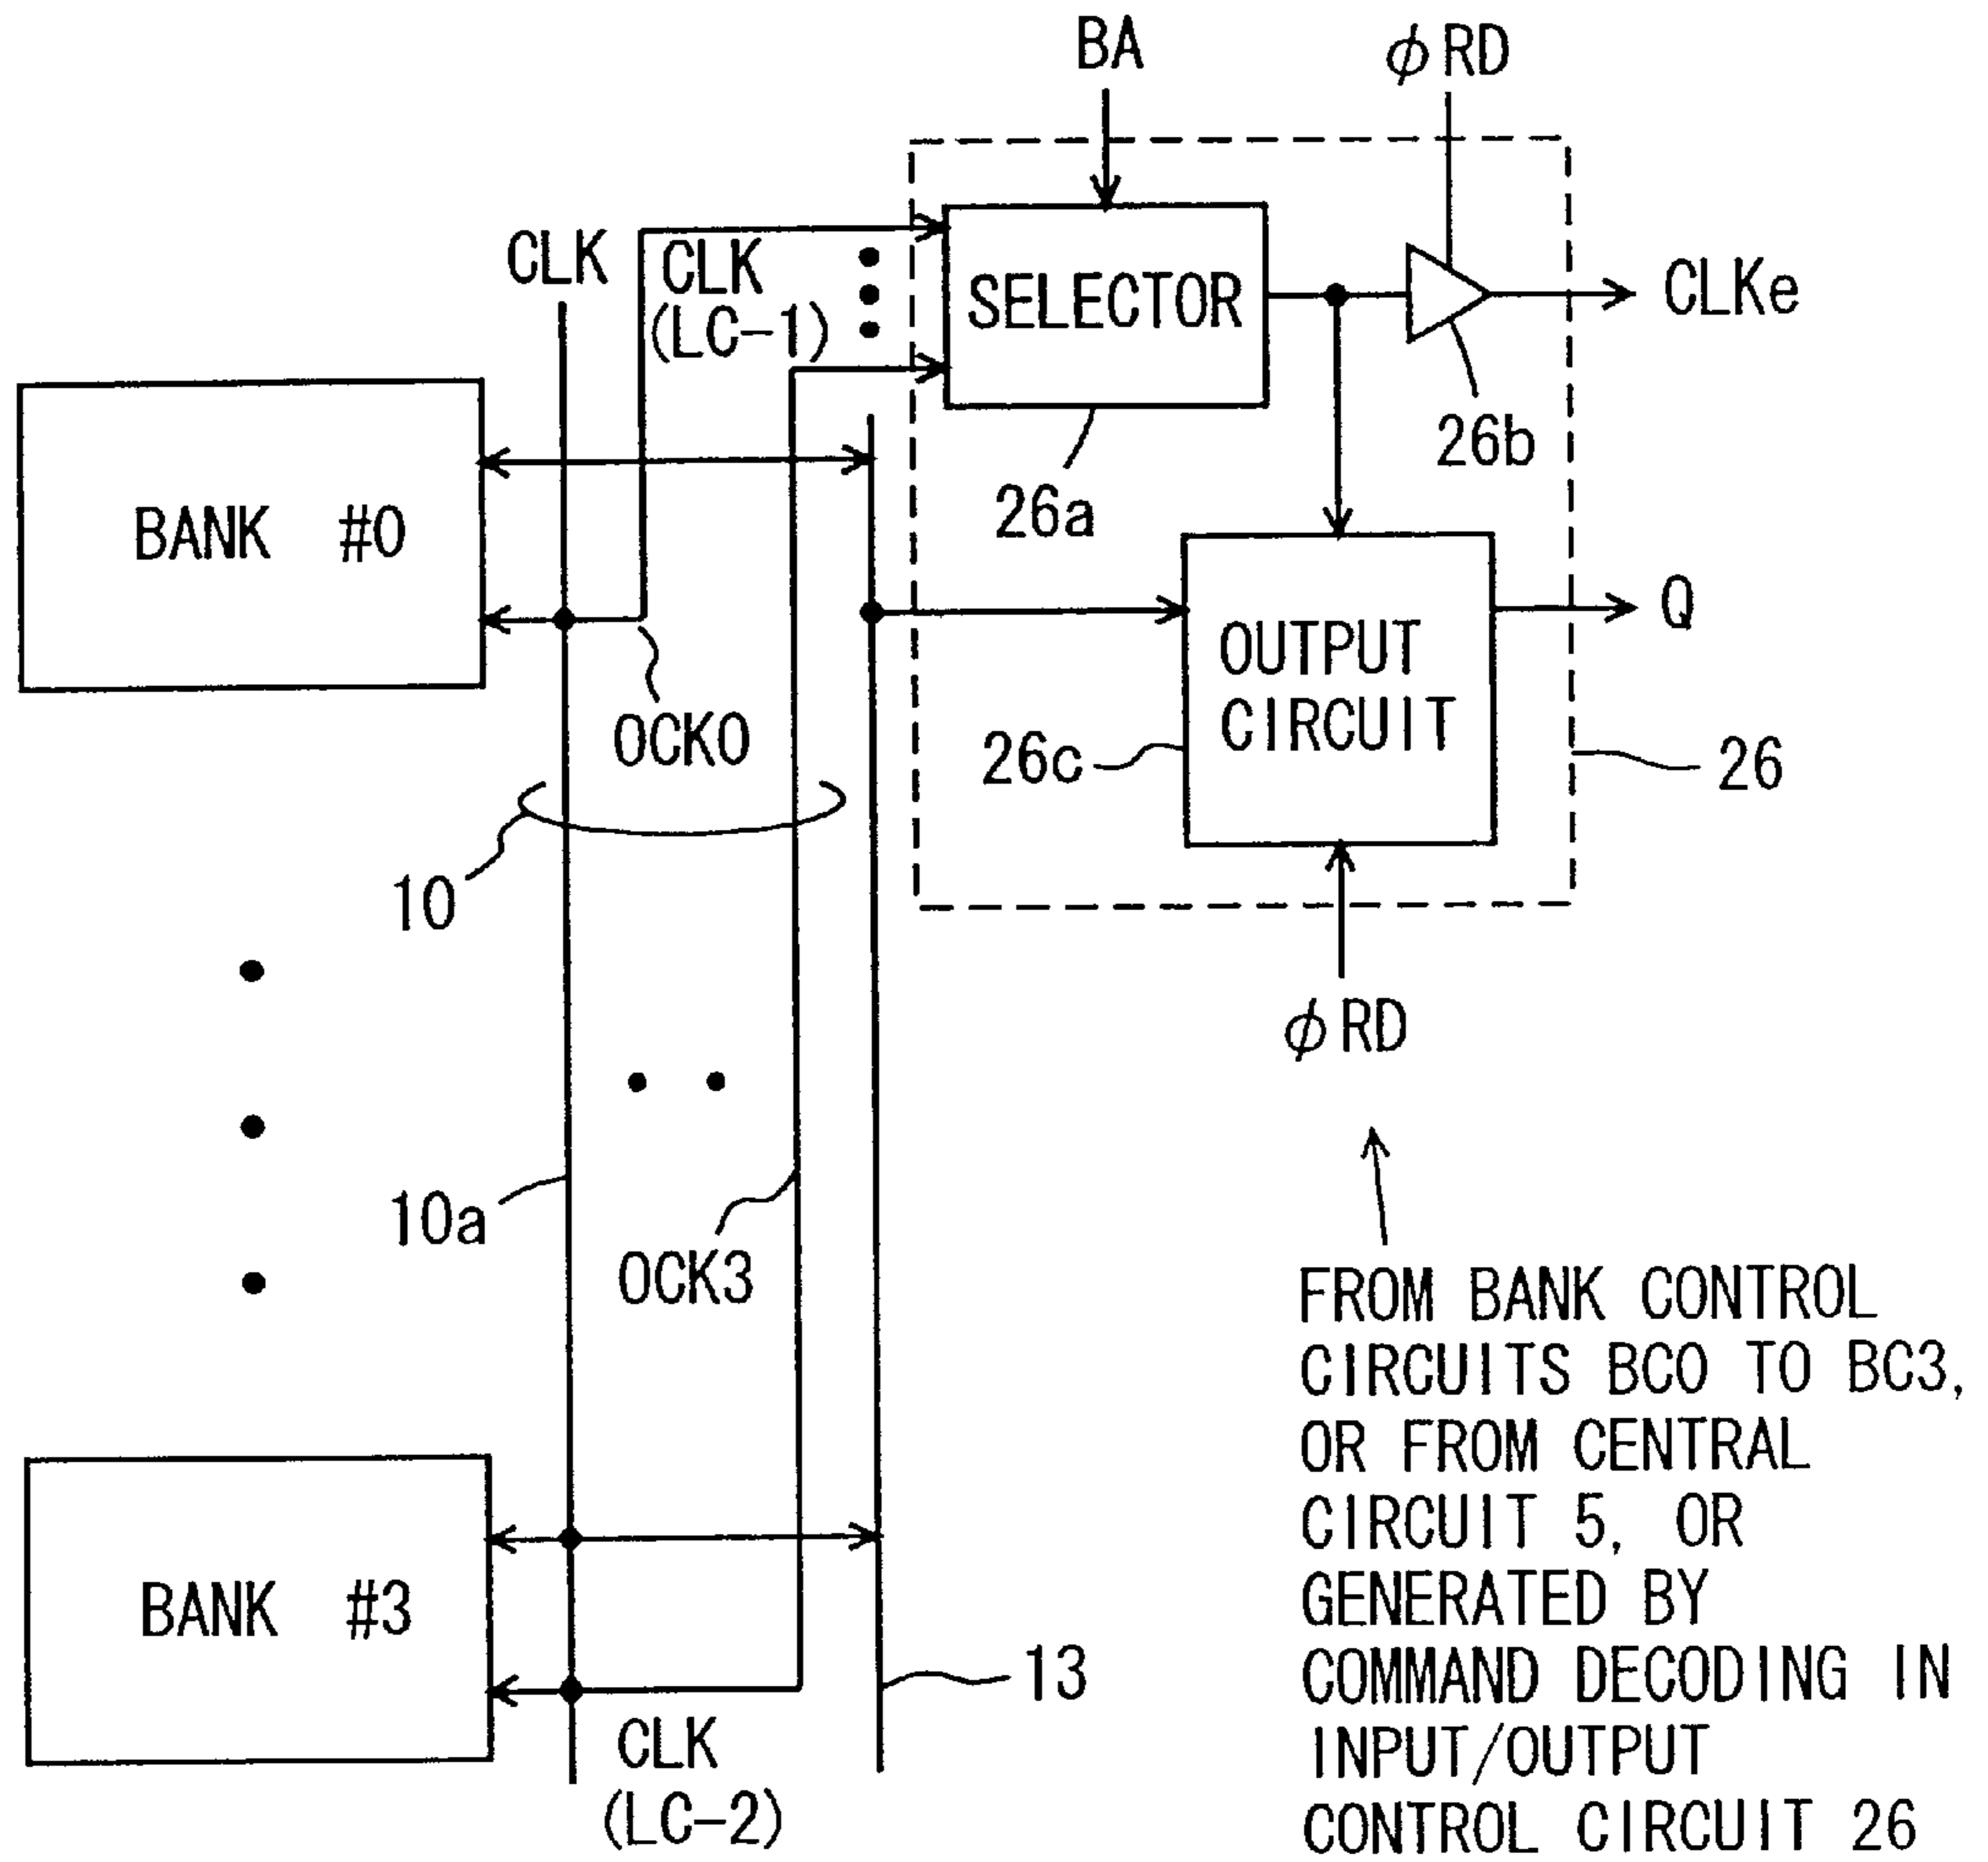 BA
φRD
CLK
CLK
(LC-1)
SELECTOR
CLKe
26b
26a
BANK #0
Q
OUTPUT
CIRCUIT
OCK0
26c
26
10
φRD
10a
OCK3
FROM BANK CONTROL
CIRCUITS BC0 TO BC3,
OR FROM CENTRAL
CIRCUIT 5, OR
GENERATED BY
COMMAND DECODING IN
INPUT/OUTPUT
CONTROL CIRCUIT 26
BANK #3
13
CLK
(LC-2)